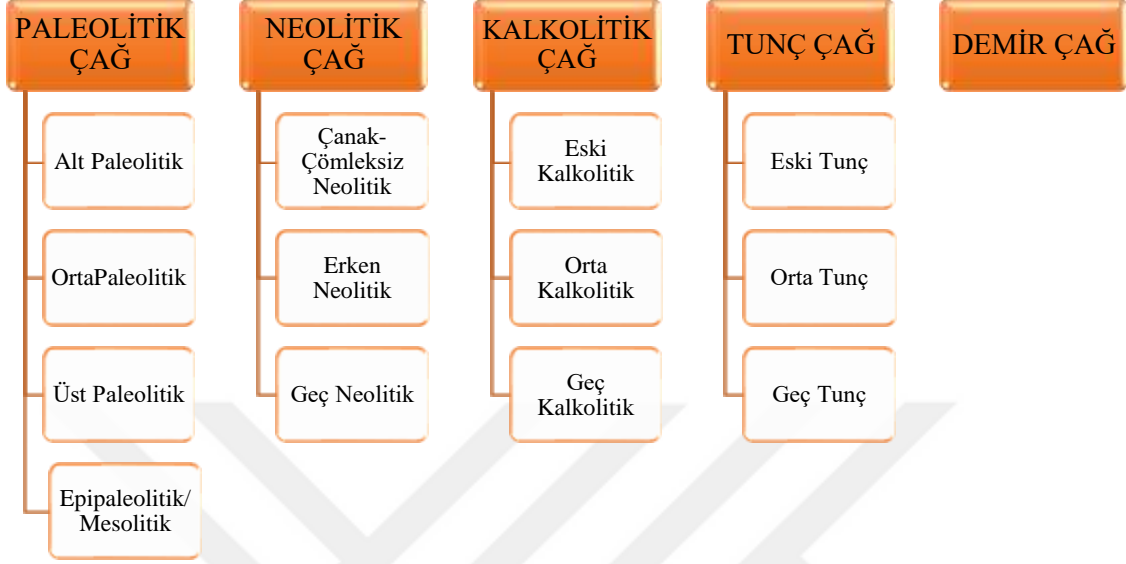 PALEOLİTİK
ÇAĞ
Alt Paleolitik
OrtaPaleolitik
Üst Paleolitik
Epipaleolitik/
Mesolitik
NEOLİTİK
ÇAĞ
Çanak-
Çömleksiz
Neolitik
Erken
Neolitik
Geç Neolitik
KALKOLİTİK
ÇAĞ
Eski
Kalkolitik
Orta
Kalkolitik
Geç
Kalkolitik
TUNÇ ÇAĞ
Eski Tunç
Orta Tunç
Geç Tunç
DEMİR ÇAĞ